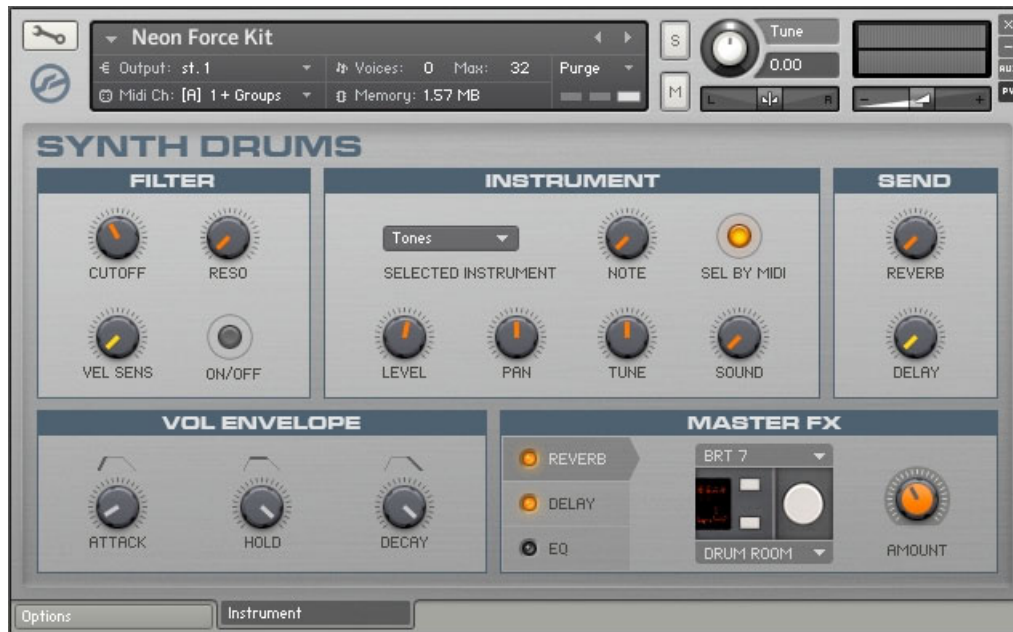 Neon Force Kit
Output: st.1
Voices: 0 Max: 32
Purge
Midi Ch: [A] 1 + Groups
Memory: 1.57 MB
S
M
Tune
0.00
L R
- +
AUX
PV
SYNTH DRUMS
FILTER
CUTOFF
RESO
VEL SENS
ON/OFF
INSTRUMENT
Tones
SELECTED INSTRUMENT
NOTE
SEL BY MIDI
LEVEL
PAN
TUNE
SOUND
SEND
REVERB
DELAY
VOL ENVELOPE
ATTACK
HOLD
DECAY
MASTER FX
REVERB
DELAY
EQ
BRT 7
DRUM ROOM
AMOUNT
Options
Instrument